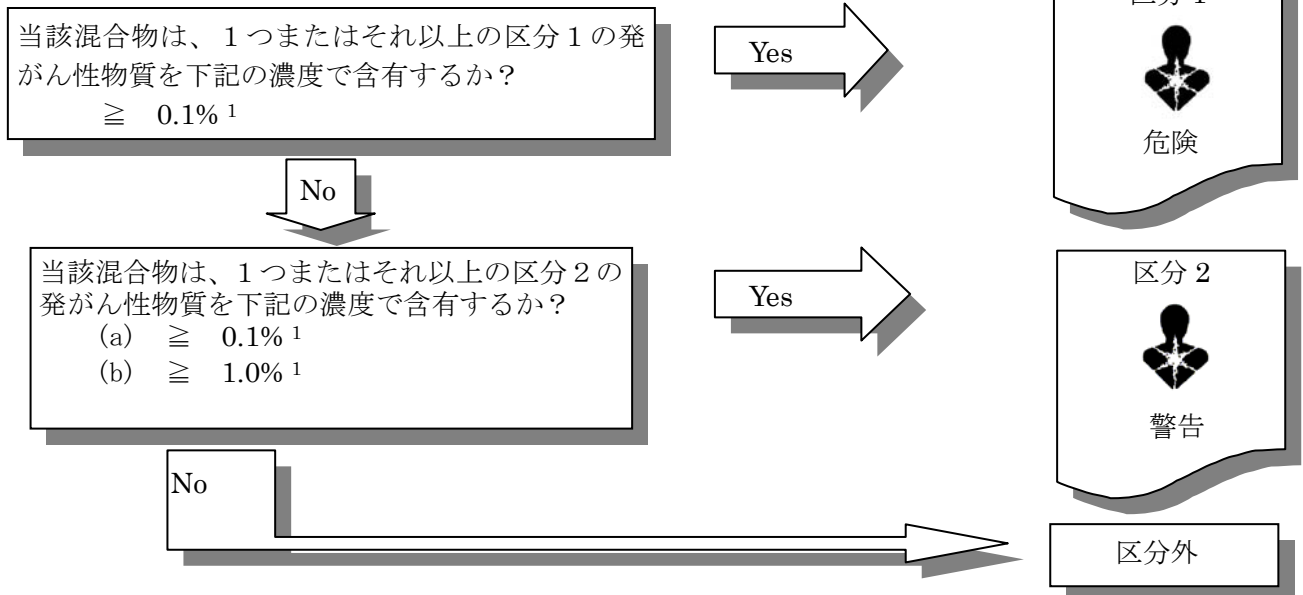 区分 1
当該混合物は、１つまたはそれ以上の区分１の発
がん性物質を下記の濃度で含有するか？
≧ 0.1% 1
Yes
危険
No
当該混合物は、１つまたはそれ以上の区分２の
発がん性物質を下記の濃度で含有するか？
(a) ≧ 0.1% 1
(b) ≧ 1.0% 1
Yes
区分 2
警告
No
区分外